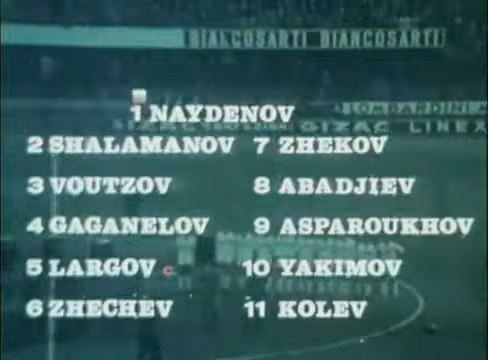 BIALCOSARTI BIANCOSARTI
LOMBARDINI
GIZAC LINEX
1 NAYDENOV
2 SHALAMANOV 7 ZHEKOV
3 VOUTZOV 8 ABADJIEV
4 GAGANELOV 9 ASPAROUKHOV
5 LARGOV c 10 YAKIMOV
6 ZHECHEV 11 KOLEV